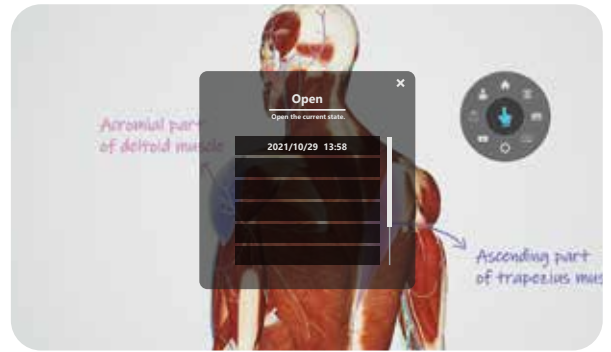 Open
Open the current state.
2021/10/29 13:58
Acromial part
of deltoid muscle
Ascending part
of trapezius mus